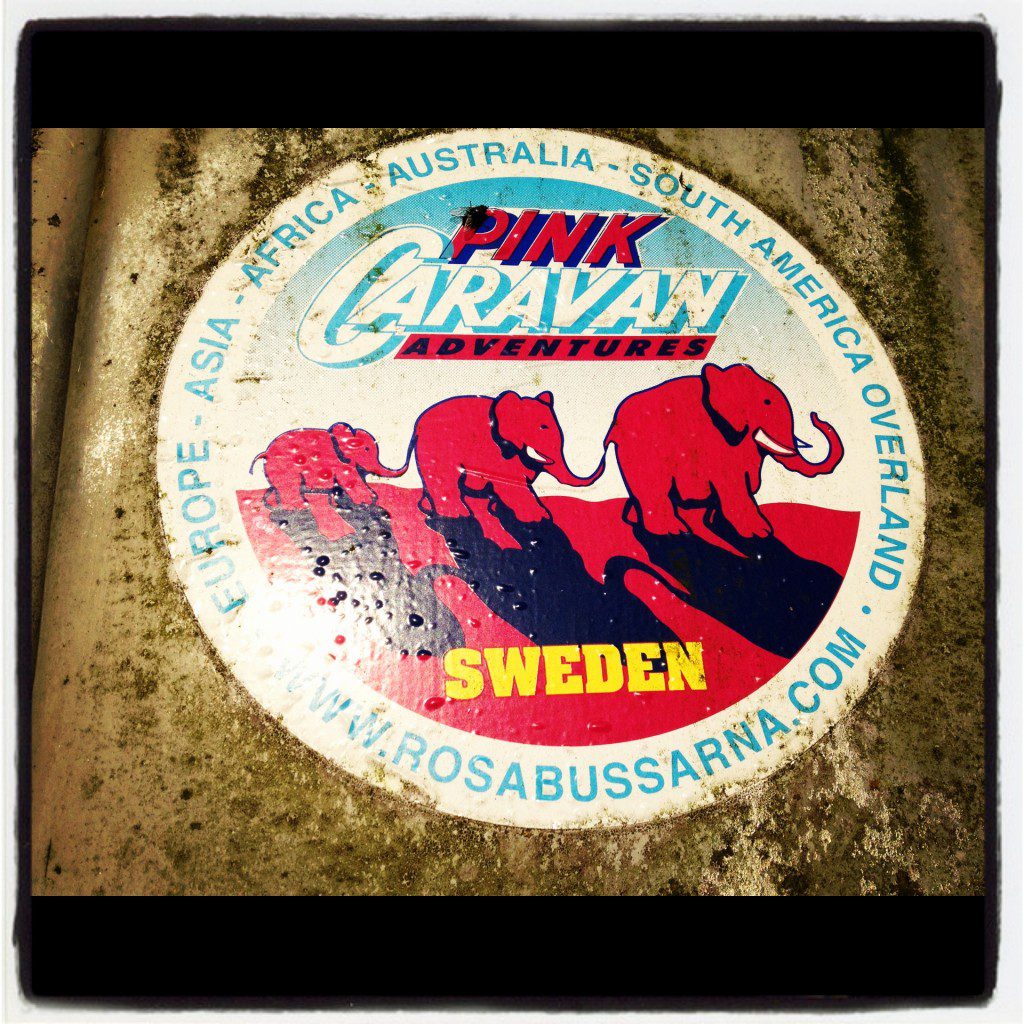 EUROPE - ASIA - AFRICA - AUSTRALIA - SOUTH AMERICA OVERLAND •
PINK
CARAVAN
ADVENTURES
SWEDEN
WWW.ROSABUSSARNA.COM